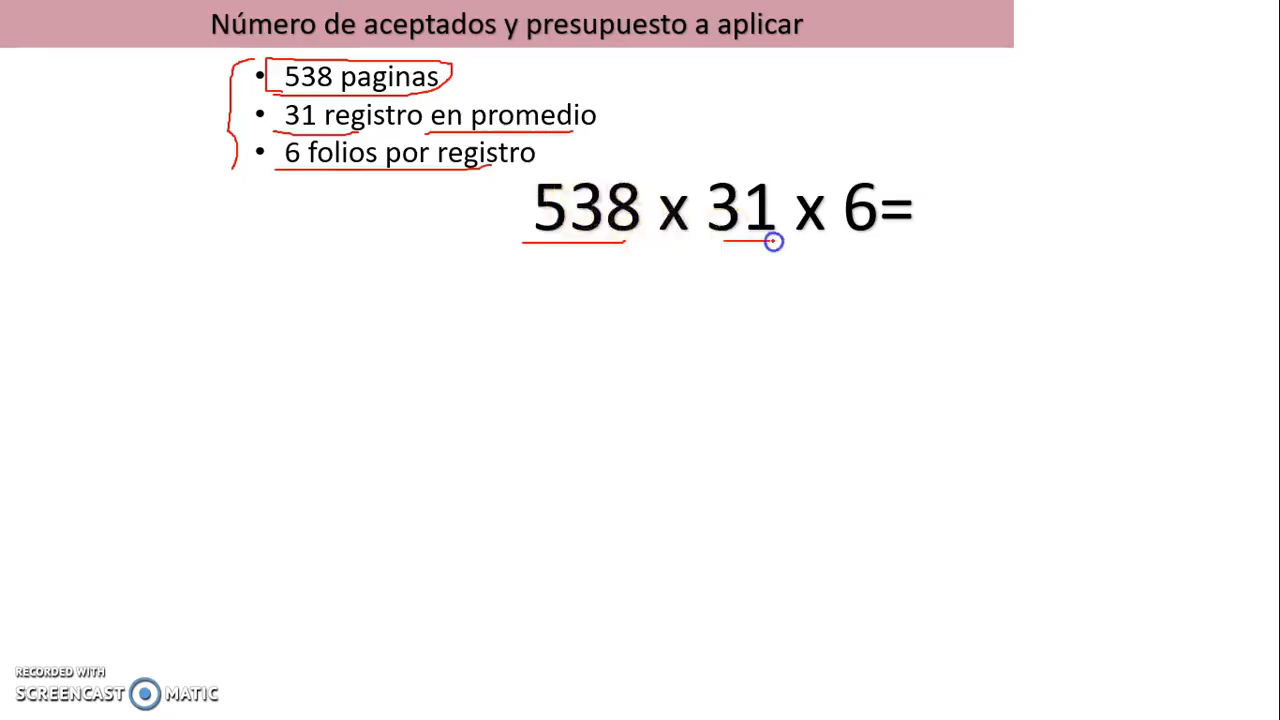 Número de aceptados y presupuesto a aplicar
• 538 paginas
• 31 registro en promedio
• 6 folios por registro
538 x 31 x 6=
RECORDED WITH
SCREENCAST MATIC